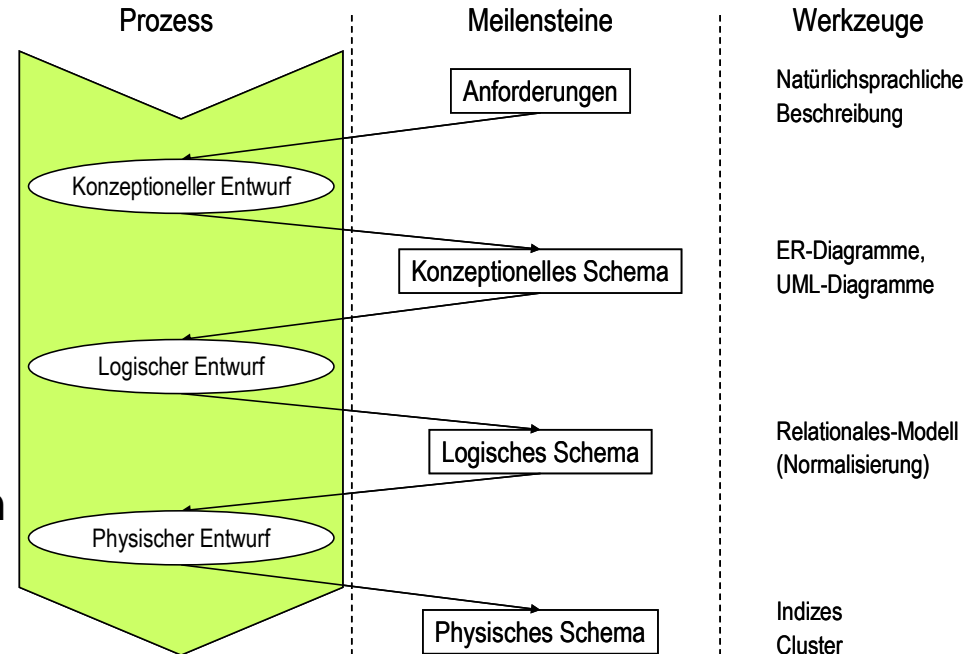 Prozess
Meilensteine
Werkzeuge
Anforderungen
Natürlichsprachliche
Beschreibung
Konzeptioneller Entwurf
Konzeptionelles Schema
ER-Diagramme,
UML-Diagramme
Logischer Entwurf
Logisches Schema
Relationales-Modell
(Normalisierung)
n
Physischer Entwurf
Physisches Schema
Indizes
Cluster